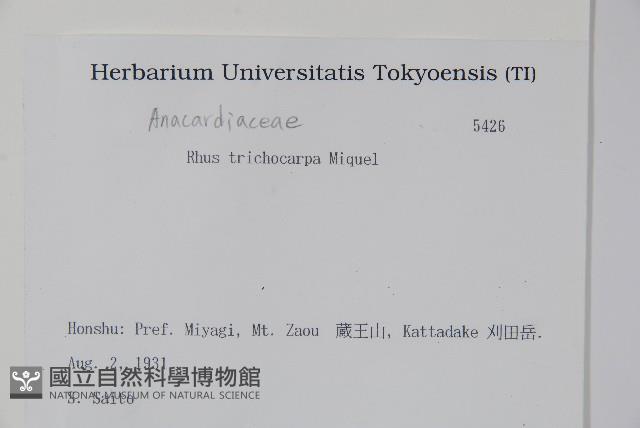 Herbarium Universitatis Tokyoensis (TI)
Anacardiaceae
5426
Rhus trichocarpa Miquel
Honshu: Pref. Miyagi, Mt. Zaou 蔵王山, Kattadake 刈田岳.
Aug. 2, 1931
國立自然科學博物館
NATIONAL MUSEUM OF NATURAL SCIENCE
S. Saito